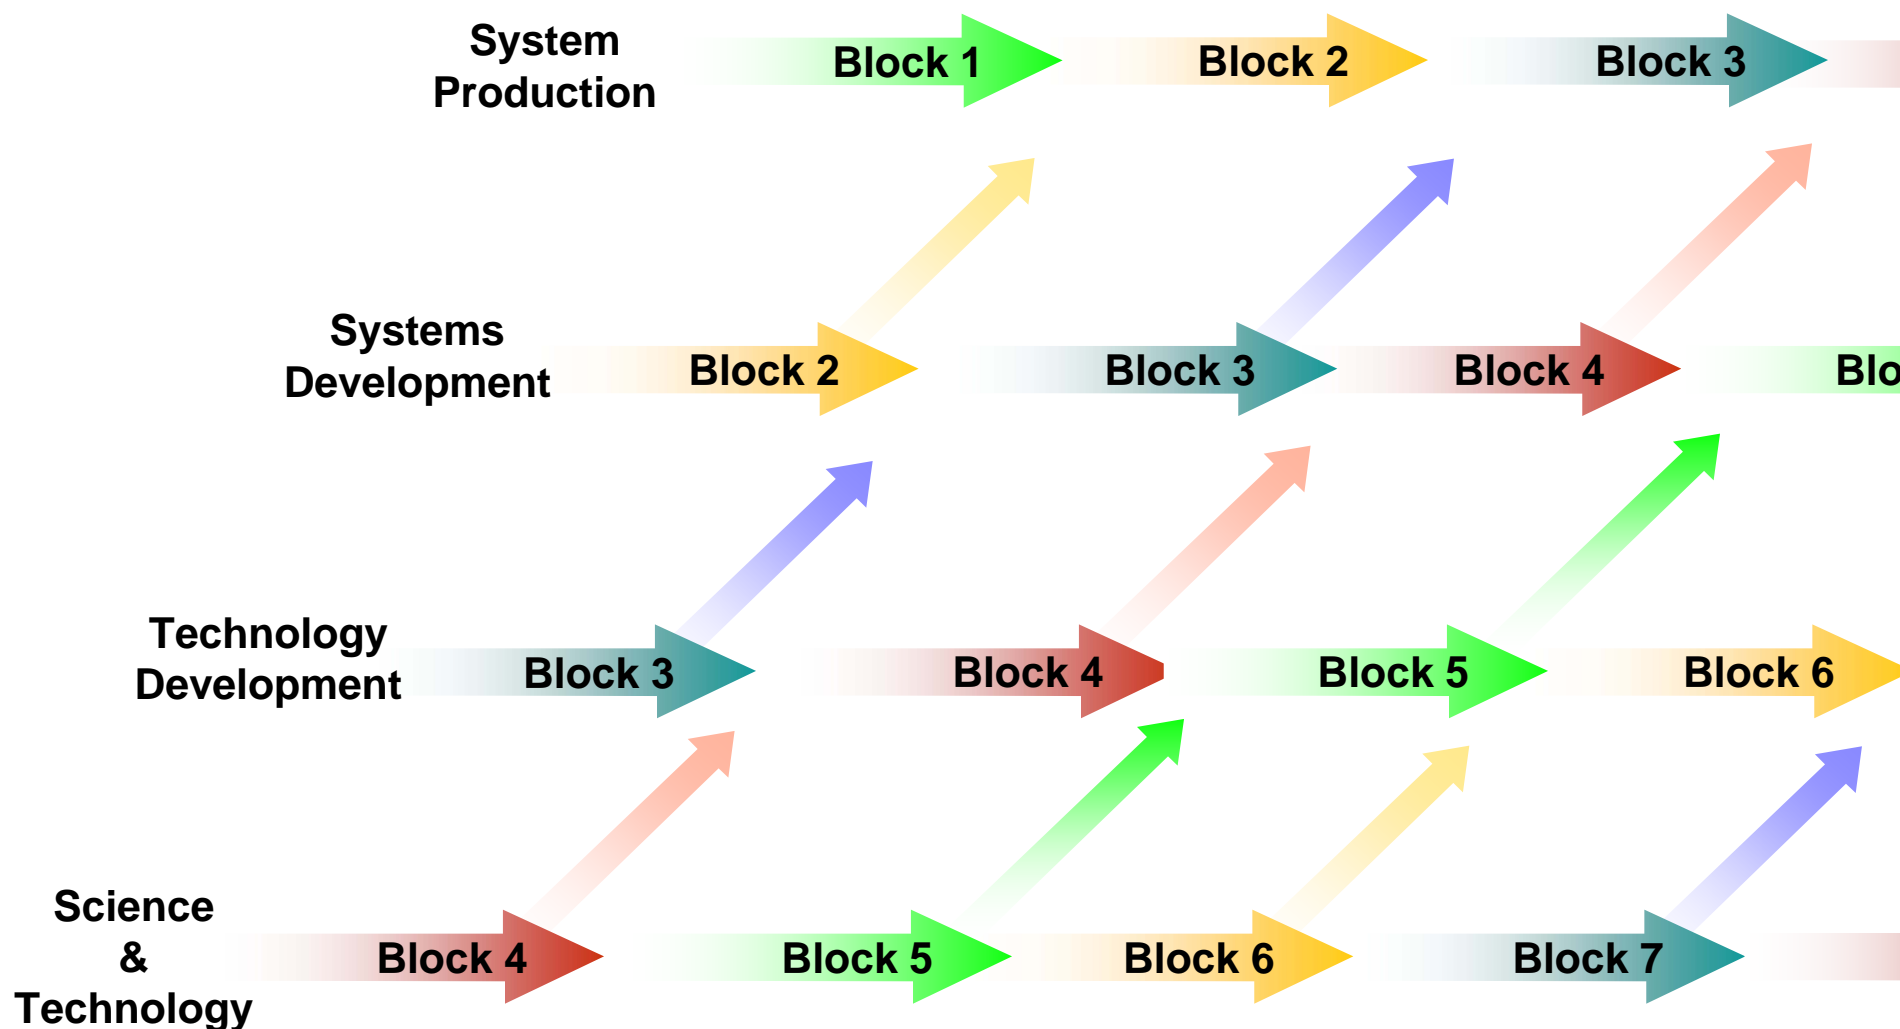 System
Production
Block 1
Block 2
Block 3
Systems
Development
Block 2
Block 3
Block 4
Blo
Technology
Development
Block 3
Block 4
Block 5
Block 6
Science
&
Technology
Block 4
Block 5
Block 6
Block 7